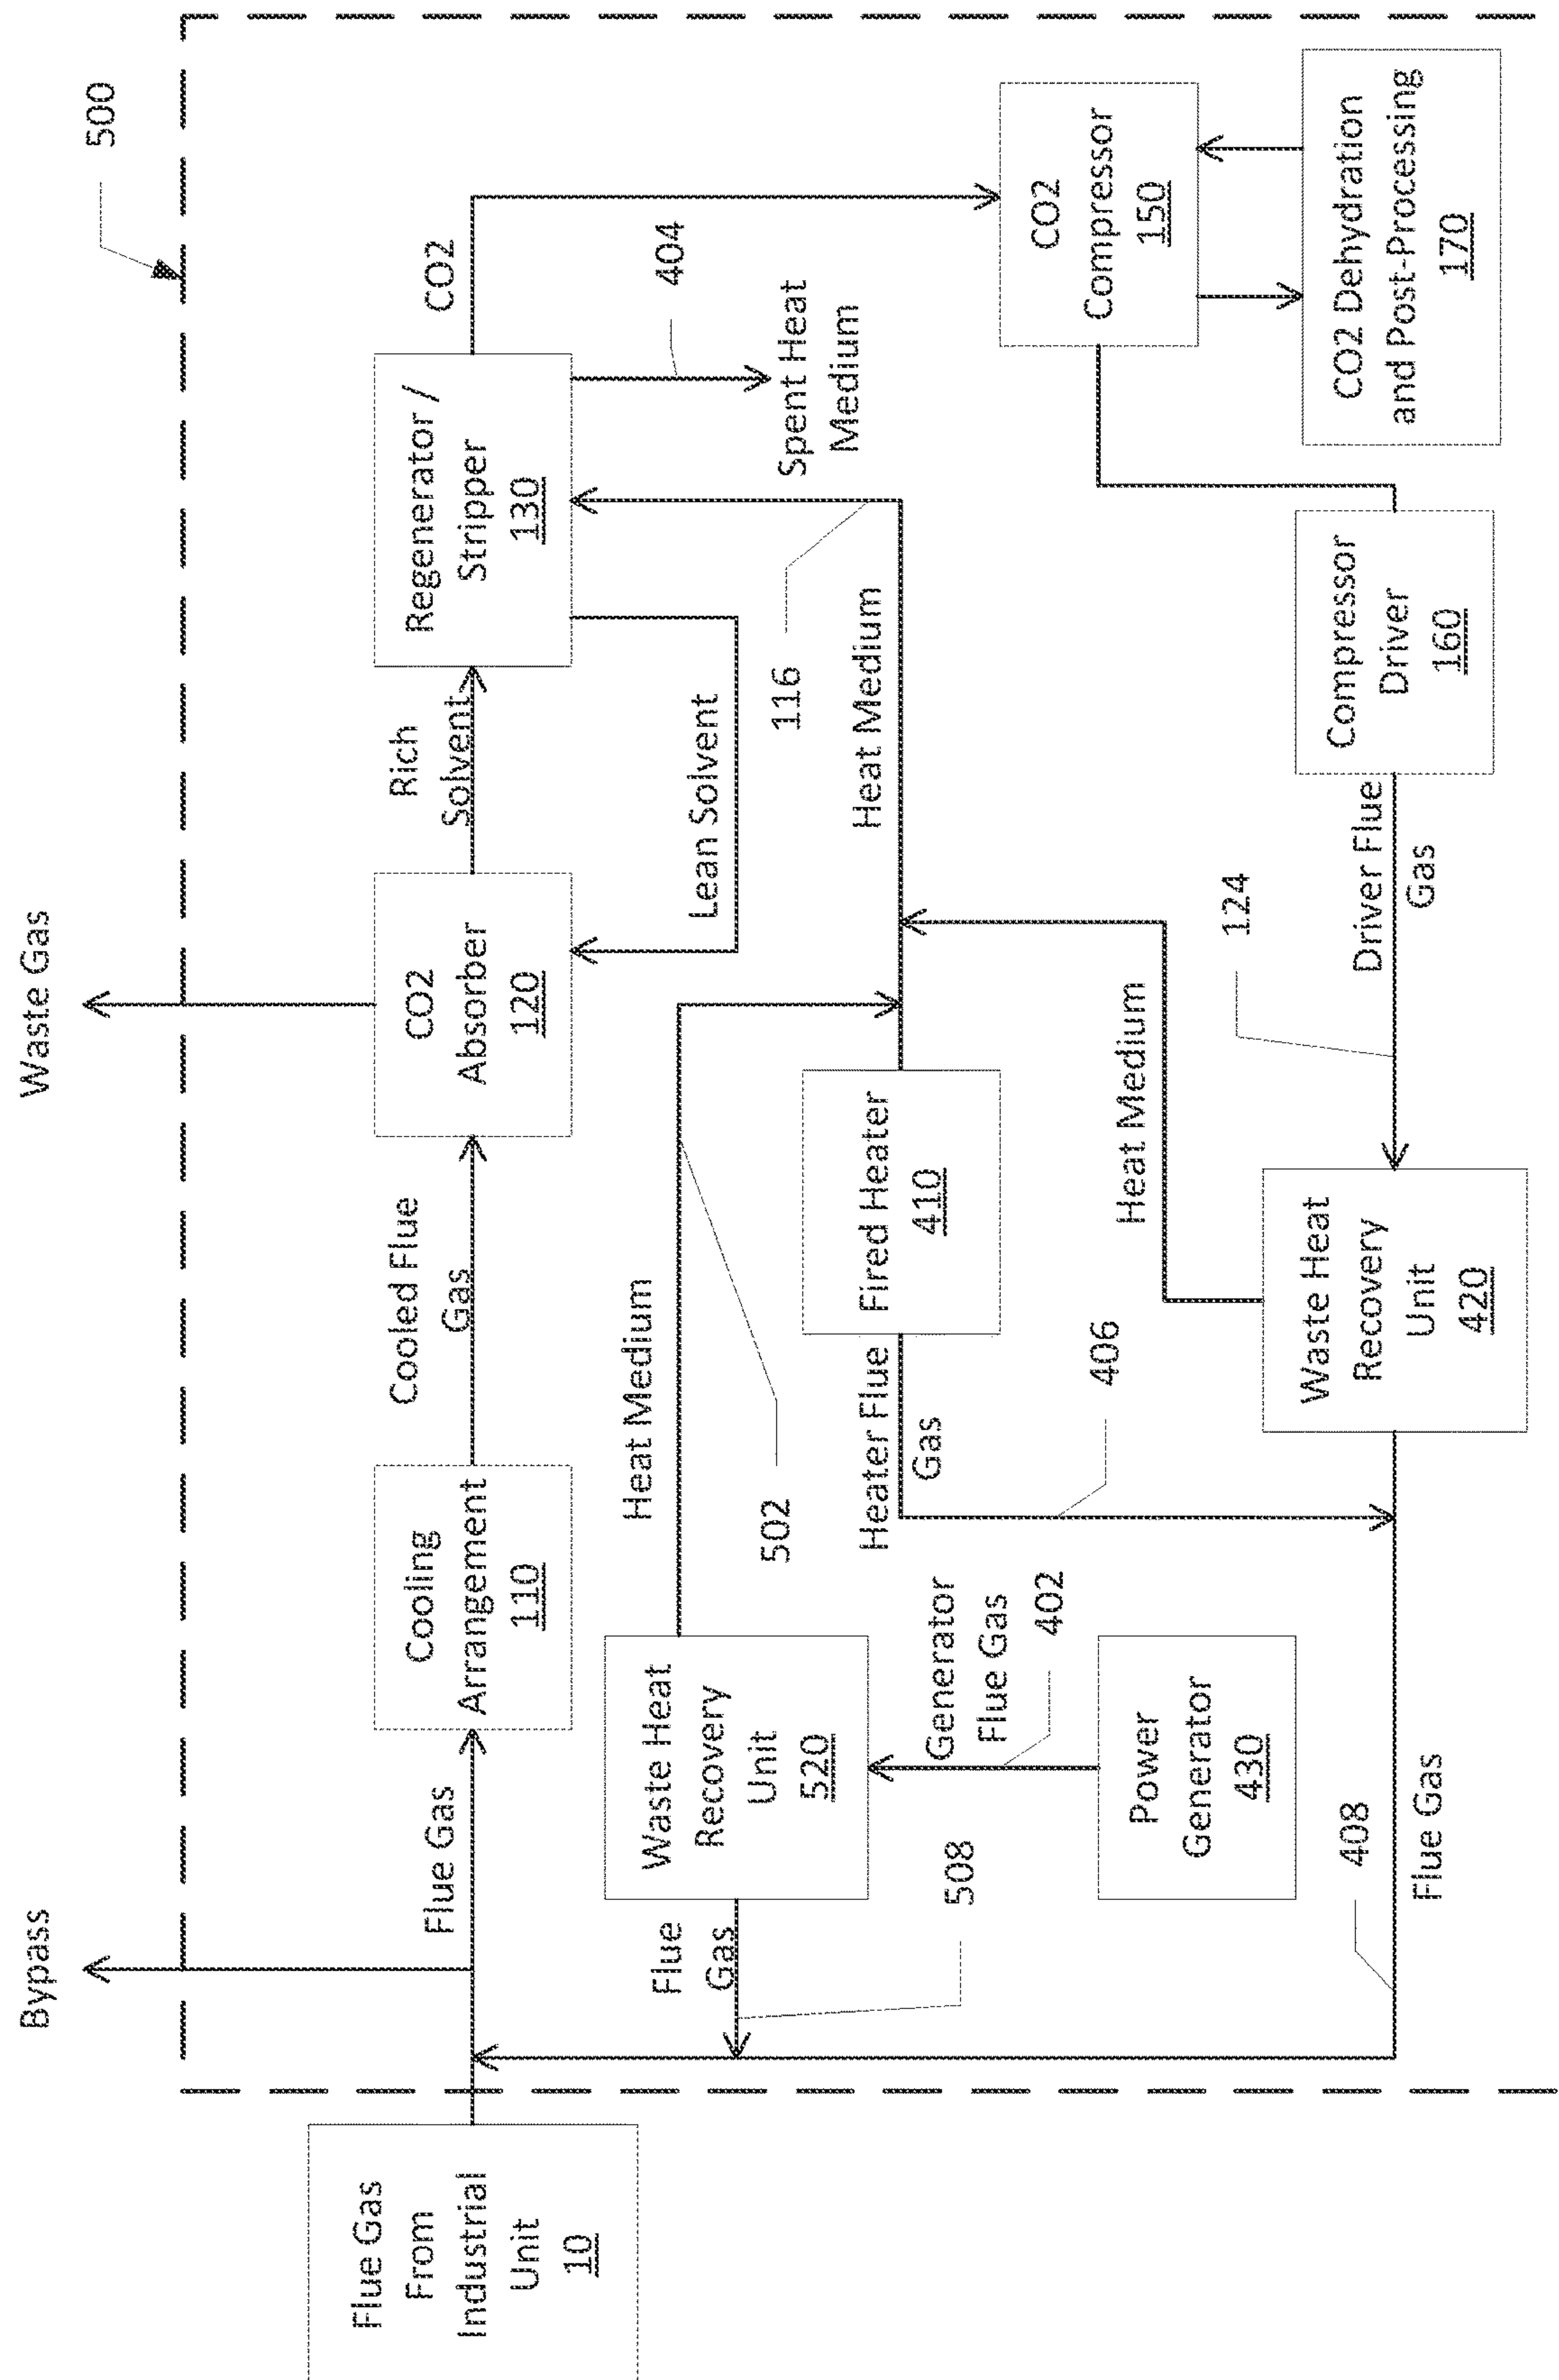 500
Bypass
Waste Gas
Flue Gas
From
Industrial
Unit
10
Flue Gas
Cooling
Arrangement
110
Cooled Flue
Gas
CO2
Absorber
120
Rich
Solvent
Lean Solvent
Regenerator /
Stripper
130
CO2
404
Spent Heat
Medium
116
Heat Medium
Heat Medium
502
Waste Heat
Recovery
Unit
520
Flue
Gas
508
Generator
Flue Gas
402
Power
Generator
430
Fired Heater
410
Heater Flue
Gas
406
Heat Medium
CO2
Compressor
150
CO2 Dehydration
and Post-Processing
170
Compressor
Driver
160
Driver Flue
Gas
124
Waste Heat
Recovery
Unit
420
408
Flue Gas